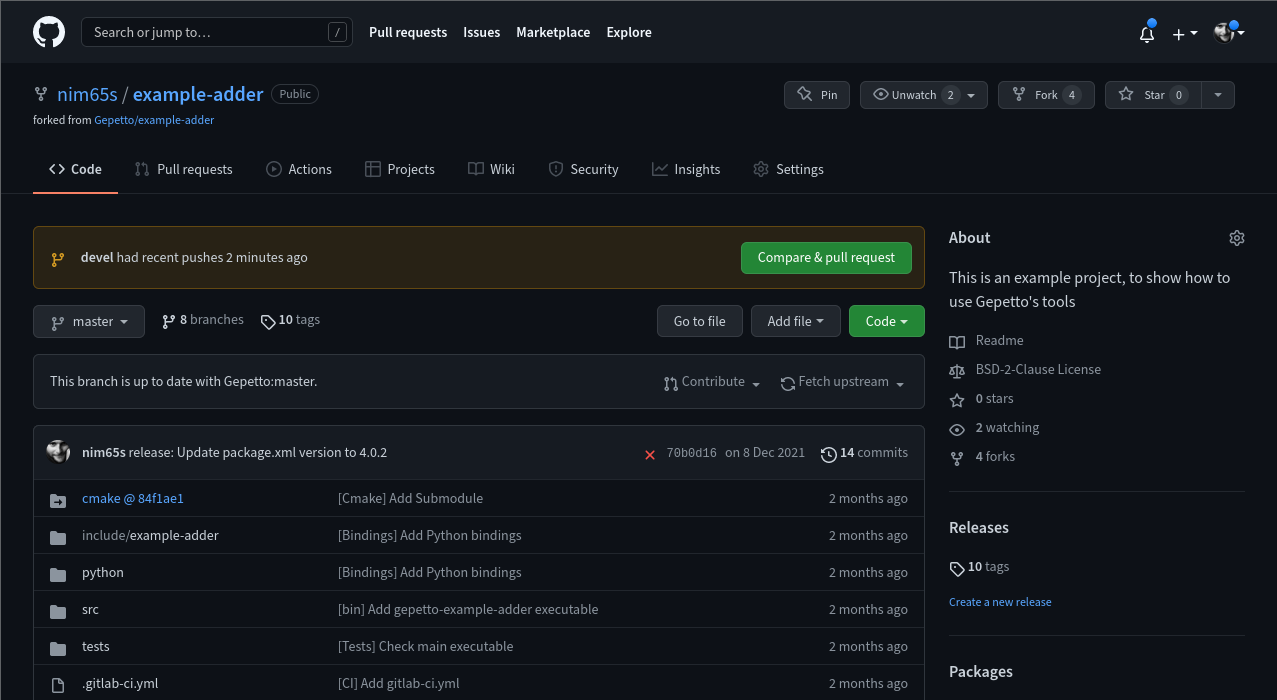 Search or jump to… / Pull requests Issues Marketplace Explore
nim65s / example-adder Public Pin Unwatch 2 Fork 4 Star 0
forked from Gepetto/example-adder
Code Pull requests Actions Projects Wiki Security Insights Settings
devel had recent pushes 2 minutes ago Compare & pull request
master 8 branches 10 tags Go to file Add file Code
This branch is up to date with Gepetto:master. Contribute Fetch upstream
nim65s release: Update package.xml version to 4.0.2 70b0d16 on 8 Dec 2021 14 commits
cmake @ 84f1ae1 [Cmake] Add Submodule 2 months ago
include/example-adder [Bindings] Add Python bindings 2 months ago
python [Bindings] Add Python bindings 2 months ago
src [bin] Add gepetto-example-adder executable 2 months ago
tests [Tests] Check main executable 2 months ago
.gitlab-ci.yml [CI] Add gitlab-ci.yml 2 months ago
About
This is an example project, to show how to
use Gepetto's tools
Readme
BSD-2-Clause License
0 stars
2 watching
4 forks
Releases
10 tags
Create a new release
Packages